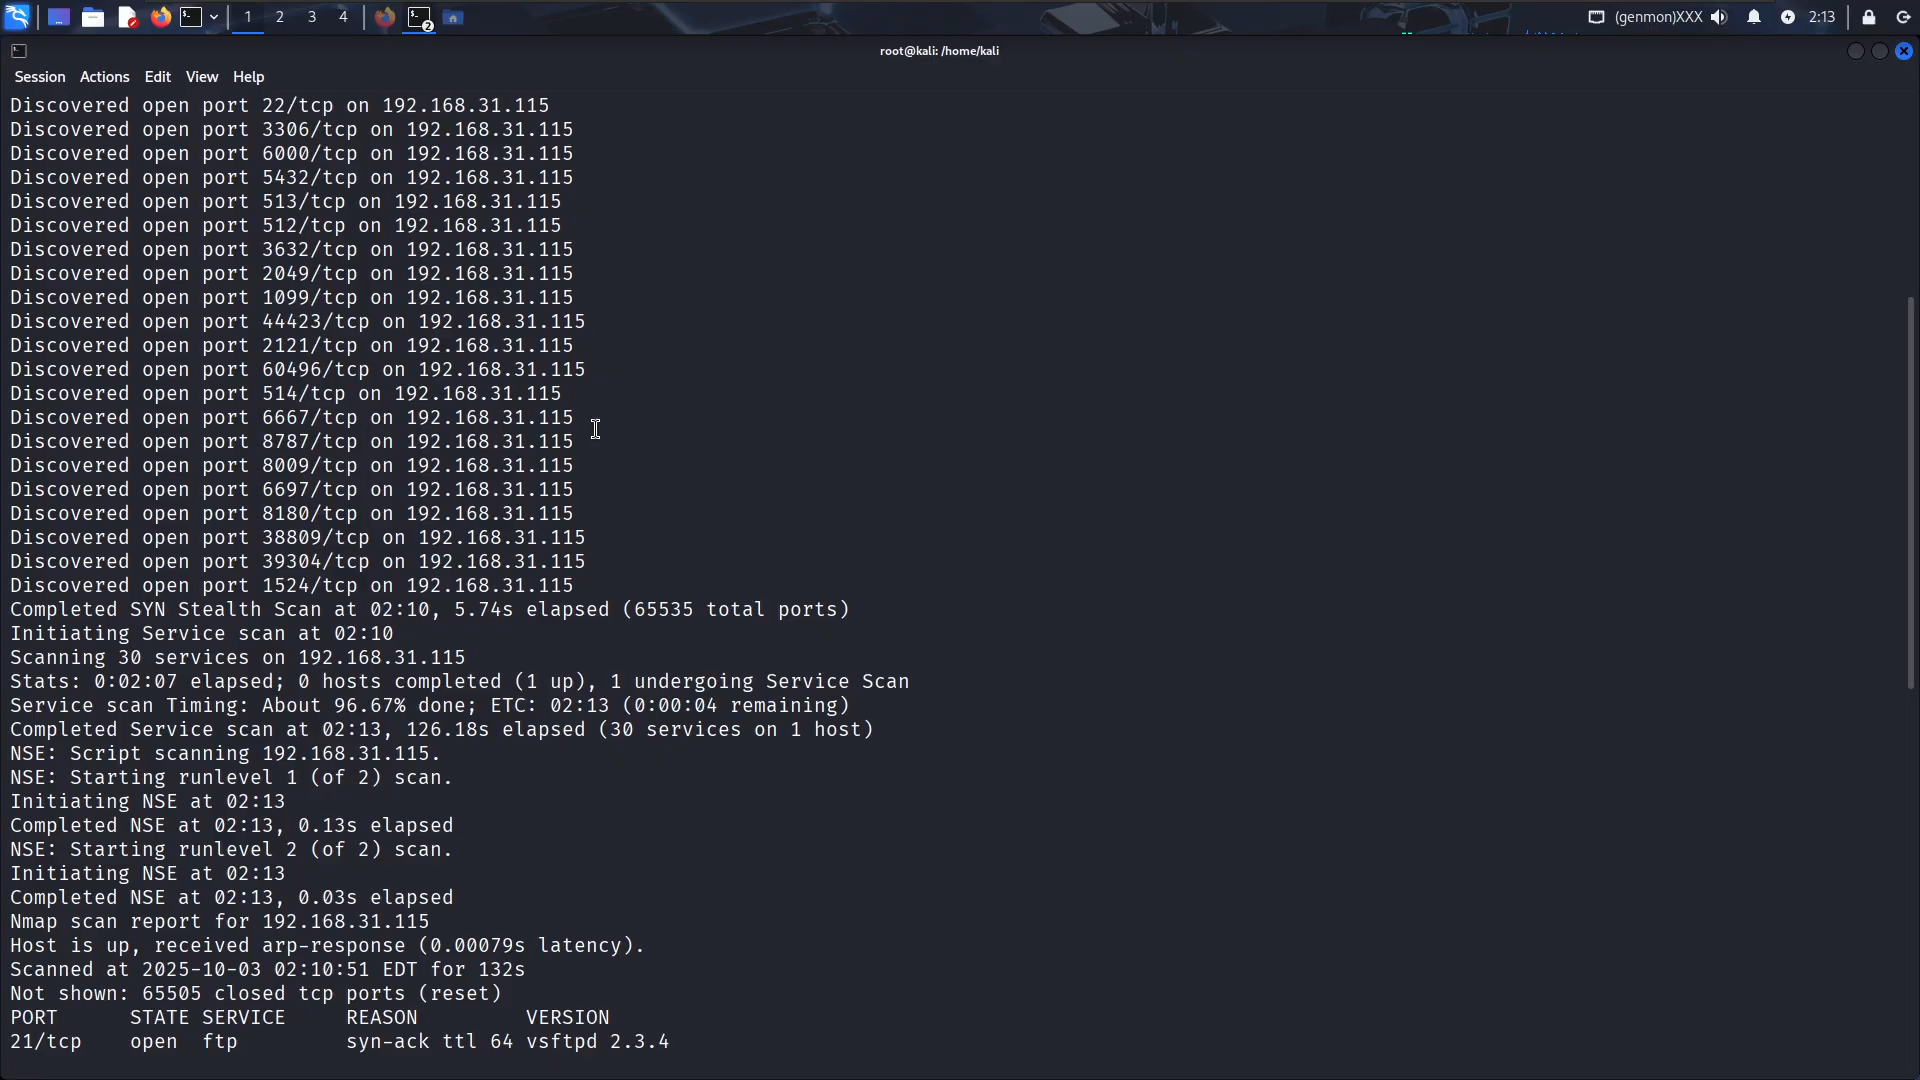 1 2 3 4 2 (genmon)XXX 2:13
root@kali: /home/kali
Session Actions Edit View Help
Discovered open port 22/tcp on 192.168.31.115
Discovered open port 3306/tcp on 192.168.31.115
Discovered open port 6000/tcp on 192.168.31.115
Discovered open port 5432/tcp on 192.168.31.115
Discovered open port 513/tcp on 192.168.31.115
Discovered open port 512/tcp on 192.168.31.115
Discovered open port 3632/tcp on 192.168.31.115
Discovered open port 2049/tcp on 192.168.31.115
Discovered open port 1099/tcp on 192.168.31.115
Discovered open port 44423/tcp on 192.168.31.115
Discovered open port 2121/tcp on 192.168.31.115
Discovered open port 60496/tcp on 192.168.31.115
Discovered open port 514/tcp on 192.168.31.115
Discovered open port 6667/tcp on 192.168.31.115
Discovered open port 8787/tcp on 192.168.31.115
Discovered open port 8009/tcp on 192.168.31.115
Discovered open port 6697/tcp on 192.168.31.115
Discovered open port 8180/tcp on 192.168.31.115
Discovered open port 38809/tcp on 192.168.31.115
Discovered open port 39304/tcp on 192.168.31.115
Discovered open port 1524/tcp on 192.168.31.115
Completed SYN Stealth Scan at 02:10, 5.74s elapsed (65535 total ports)
Initiating Service scan at 02:10
Scanning 30 services on 192.168.31.115
Stats: 0:02:07 elapsed; 0 hosts completed (1 up), 1 undergoing Service Scan
Service scan Timing: About 96.67% done; ETC: 02:13 (0:00:04 remaining)
Completed Service scan at 02:13, 126.18s elapsed (30 services on 1 host)
NSE: Script scanning 192.168.31.115.
NSE: Starting runlevel 1 (of 2) scan.
Initiating NSE at 02:13
Completed NSE at 02:13, 0.13s elapsed
NSE: Starting runlevel 2 (of 2) scan.
Initiating NSE at 02:13
Completed NSE at 02:13, 0.03s elapsed
Nmap scan report for 192.168.31.115
Host is up, received arp-response (0.00079s latency).
Scanned at 2025-10-03 02:10:51 EDT for 132s
Not shown: 65505 closed tcp ports (reset)
PORT STATE SERVICE REASON VERSION
21/tcp open ftp syn-ack ttl 64 vsftpd 2.3.4